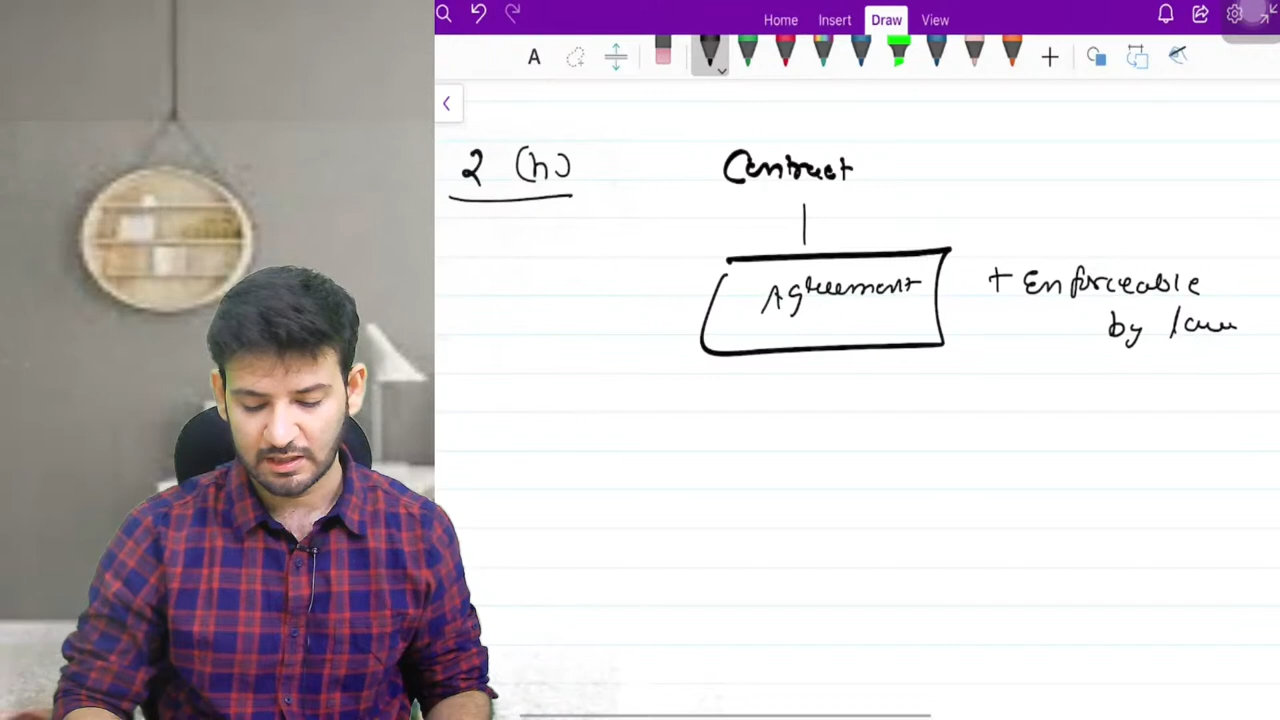 Home Insert Draw View
A
2 (h) Contract
Agreement + Enforceable
by law